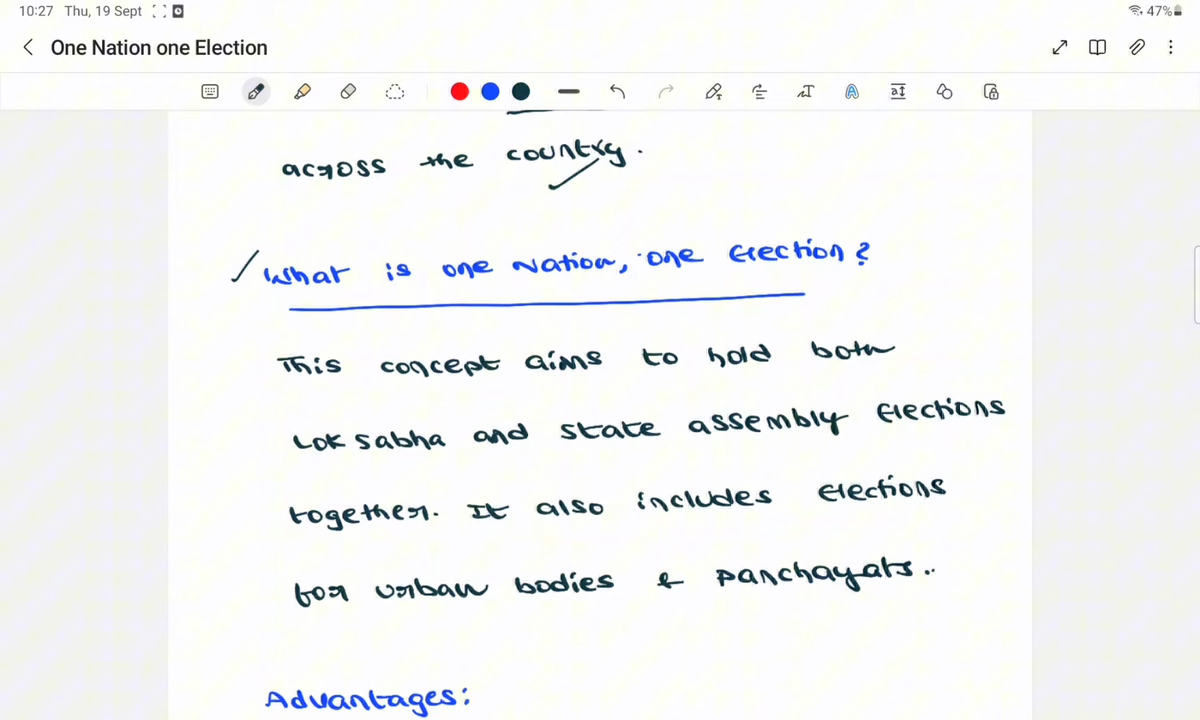 10:27 Thu, 19 Sept
47%
One Nation one Election
across the country.
What is one Nation, one Election?
This concept aims to hold both
Lok sabha and state assembly Elections
together. It also includes Elections
for urban bodies & panchayats..
Advantages: